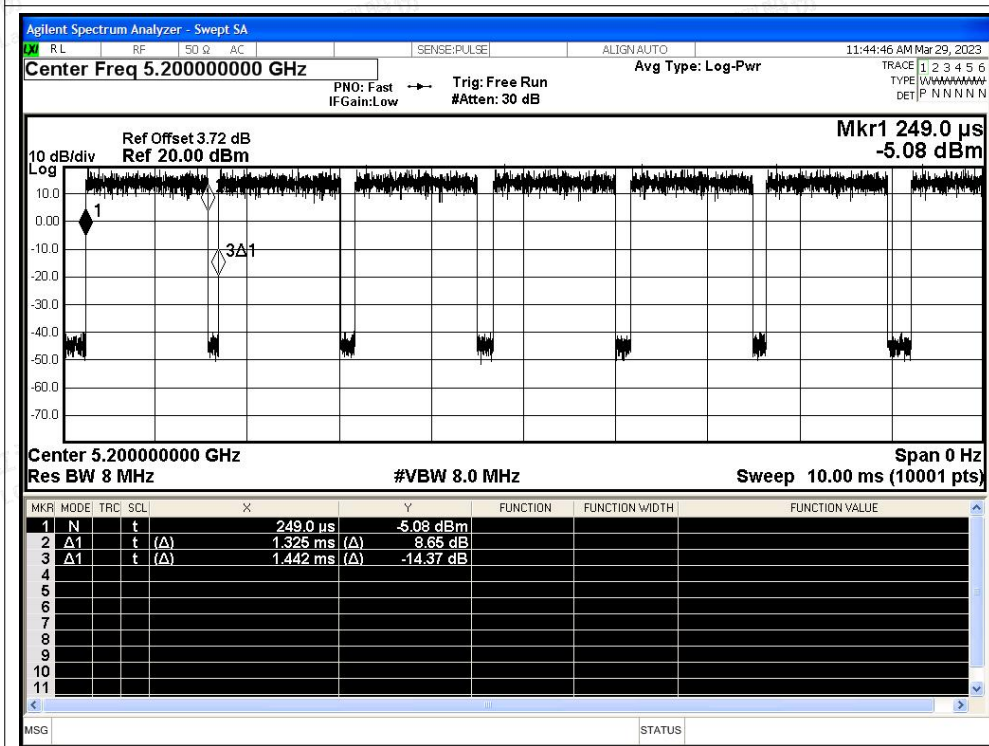 Agilent Spectrum Analyzer - Swept SA
LXI RL RF 50 Ω AC SENSE:PULSE ALIGN AUTO 11:44:46 AM Mar 29, 2023
Center Freq 5.200000000 GHz Avg Type: Log-Pwr TRACE 1 2 3 4 5 6
PNO: Fast Trig: Free Run TYPE W
IFGain:Low #Atten: 30 dB DET P N N N N N
Mkr1 249.0 µs
Ref Offset 3.72 dB
10 dB/div Ref 20.00 dBm -5.08 dBm
Log
10.0
0.00
1
-10.0
3Δ1
-20.0
-30.0
-40.0
-50.0
-60.0
-70.0
Center 5.200000000 GHz Span 0 Hz
Res BW 8 MHz #VBW 8.0 MHz Sweep 10.00 ms (10001 pts)
MKR MODE TRC SCL X Y FUNCTION FUNCTION WIDTH FUNCTION VALUE
1 N t 249.0 µs -5.08 dBm
2 Δ1 t (Δ) 1.325 ms (Δ) 8.65 dB
3 Δ1 t (Δ) 1.442 ms (Δ) -14.37 dB
4
5
6
7
8
9
10
11
MSG STATUS